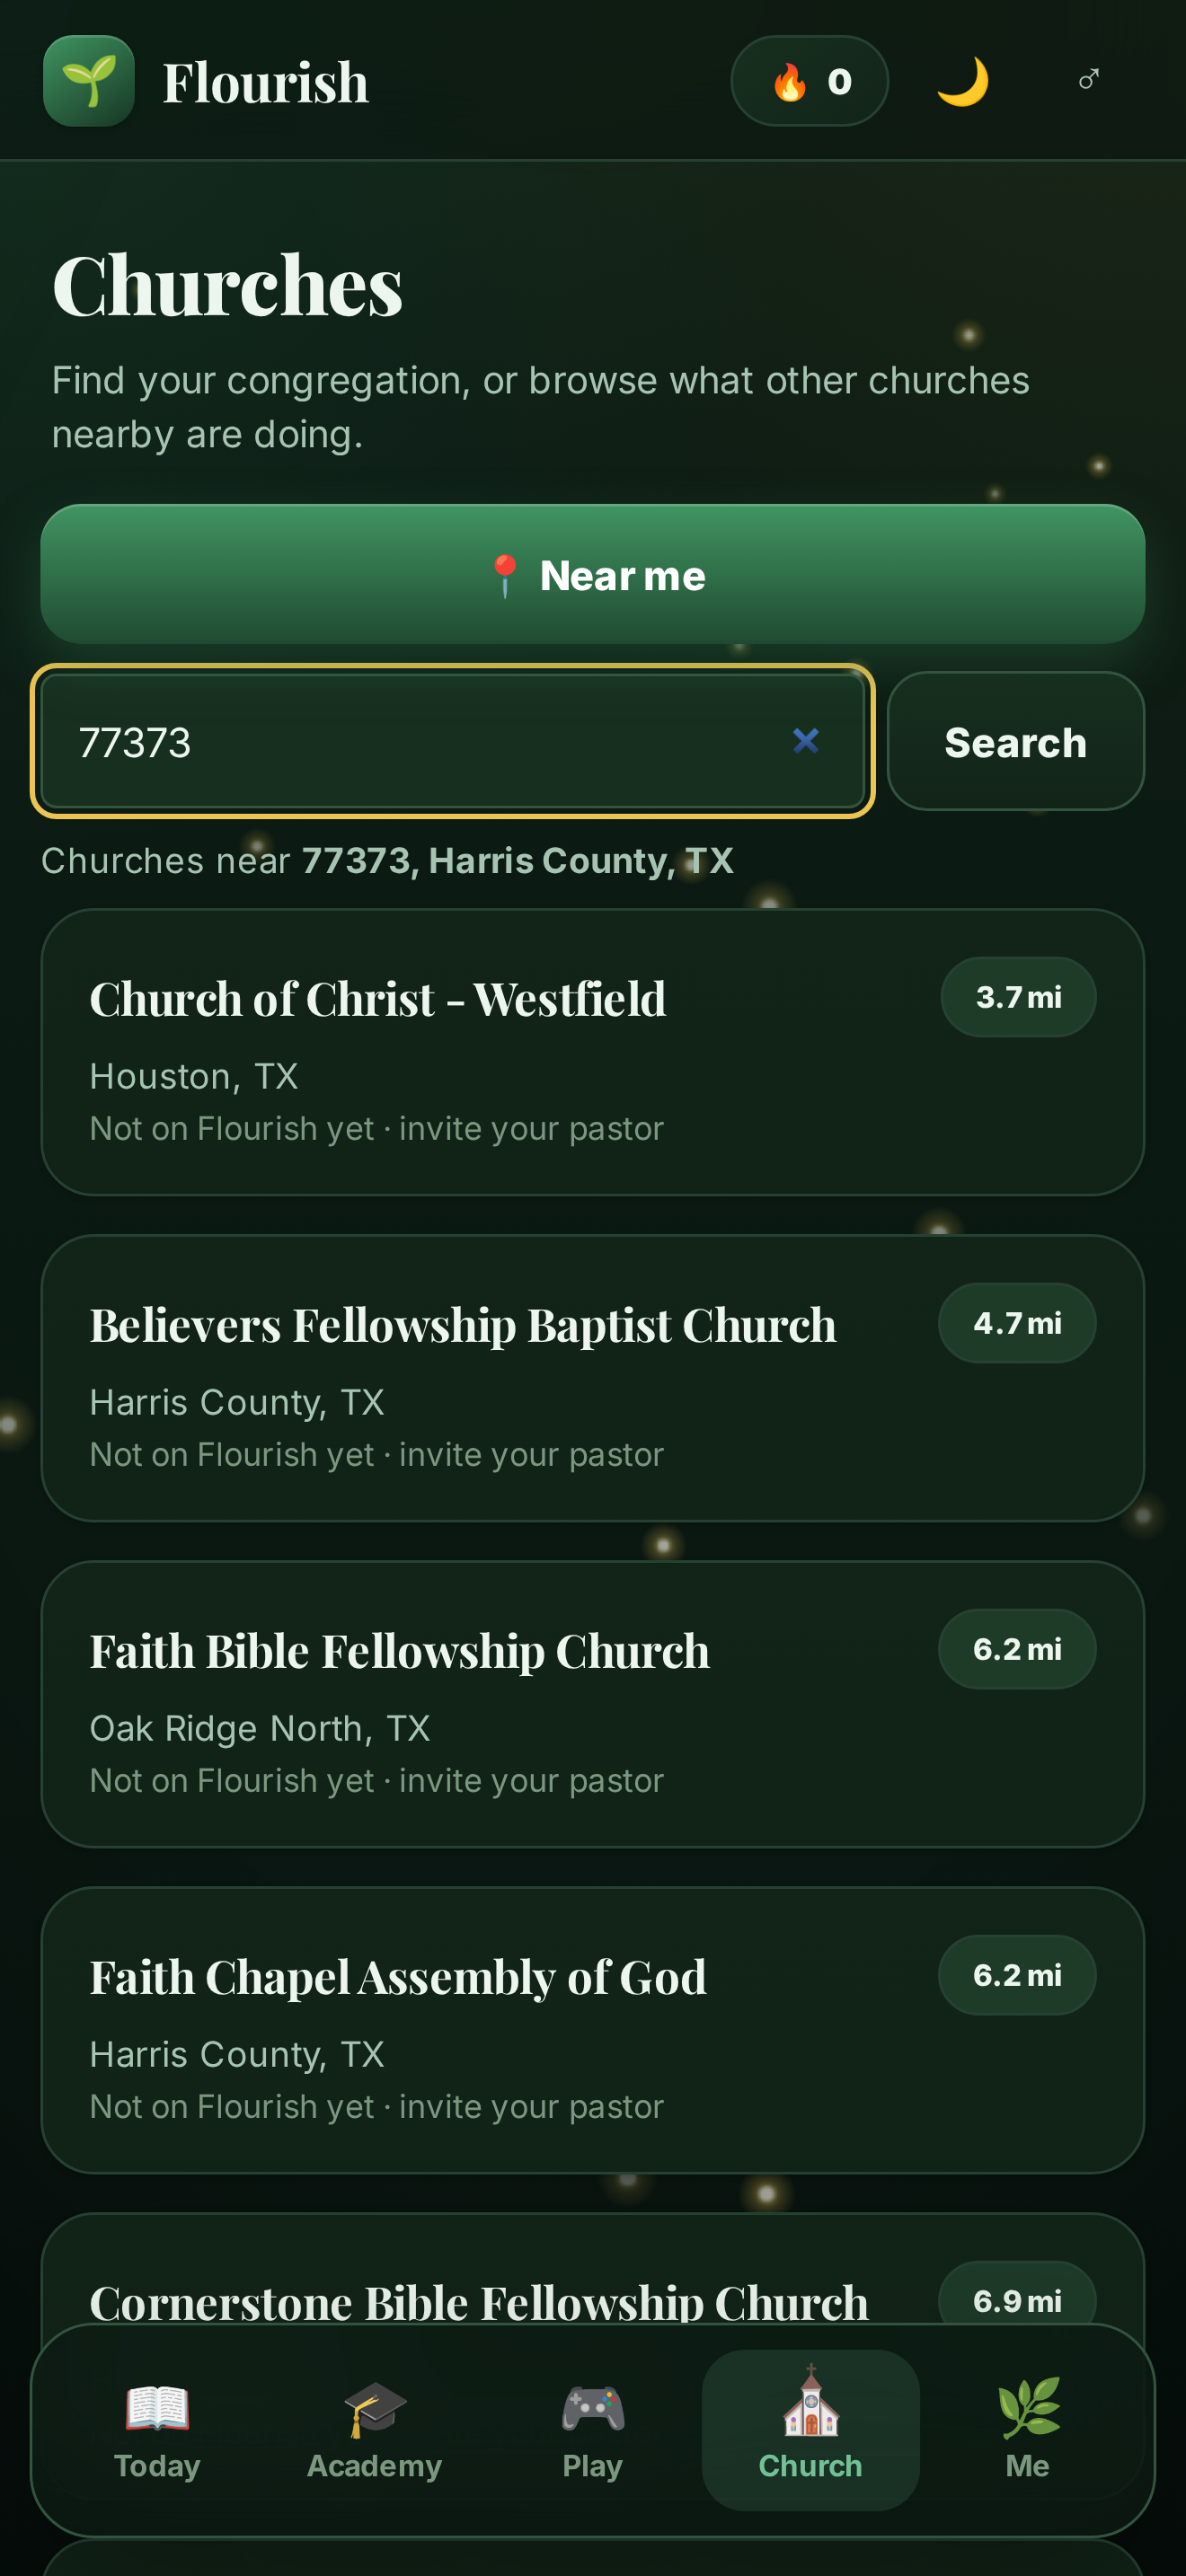 Flourish
0
Churches
Find your congregation, or browse what other churches
nearby are doing.
Near me
77373
Search
Churches near 77373, Harris County, TX
Church of Christ - Westfield
3.7 mi
Houston, TX
Not on Flourish yet · invite your pastor
Believers Fellowship Baptist Church
4.7 mi
Harris County, TX
Not on Flourish yet · invite your pastor
Faith Bible Fellowship Church
6.2 mi
Oak Ridge North, TX
Not on Flourish yet · invite your pastor
Faith Chapel Assembly of God
6.2 mi
Harris County, TX
Not on Flourish yet · invite your pastor
Cornerstone Bible Fellowship Church
6.9 mi
Today
Academy
Play
Church
Me